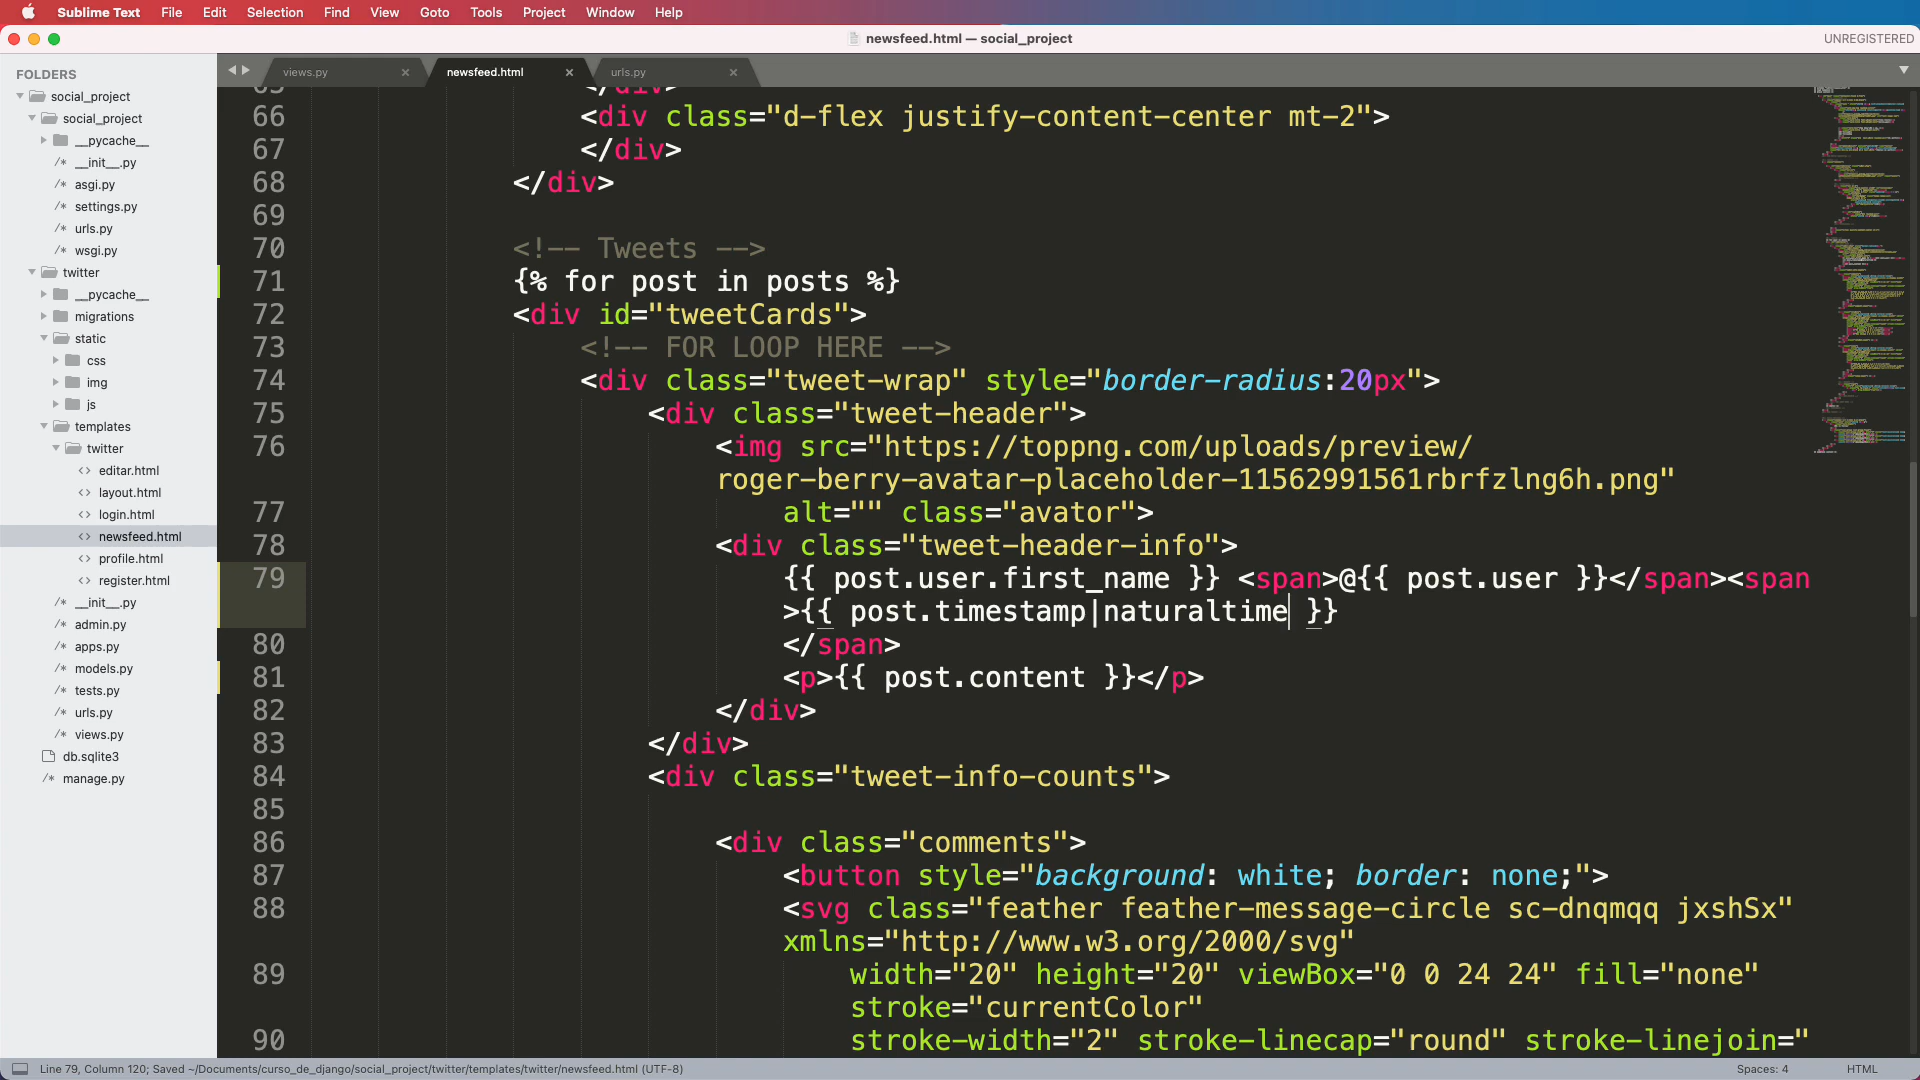 Sublime Text File Edit Selection Find View Goto Tools Project Window Help
newsfeed.html — social_project
UNREGISTERED
FOLDERS
social_project
social_project
__pycache__
/* __init__.py
/* asgi.py
/* settings.py
/* urls.py
/* wsgi.py
twitter
__pycache__
migrations
static
css
img
js
templates
twitter
<> editar.html
<> layout.html
<> login.html
<> newsfeed.html
<> profile.html
<> register.html
/* __init__.py
/* admin.py
/* apps.py
/* models.py
/* tests.py
/* urls.py
/* views.py
db.sqlite3
/* manage.py
views.py × newsfeed.html × urls.py ×
65 </div>
66 <div class="d-flex justify-content-center mt-2">
67 </div>
68 </div>
69
70 <!-- Tweets -->
71 {% for post in posts %}
72 <div id="tweetCards">
73 <!-- FOR LOOP HERE -->
74 <div class="tweet-wrap" style="border-radius:20px">
75 <div class="tweet-header">
76 <img src="https://toppng.com/uploads/preview/
roger-berry-avatar-placeholder-11562991561rbrfzlng6h.png"
77 alt="" class="avator">
78 <div class="tweet-header-info">
79 {{ post.user.first_name }} <span>@{{ post.user }}</span><span
>{{ post.timestamp|naturaltime }}
80 </span>
81 <p>{{ post.content }}</p>
82 </div>
83 </div>
84 <div class="tweet-info-counts">
85
86 <div class="comments">
87 <button style="background: white; border: none;">
88 <svg class="feather feather-message-circle sc-dnqmqq jxshSx"
xmlns="http://www.w3.org/2000/svg"
89 width="20" height="20" viewBox="0 0 24 24" fill="none"
stroke="currentColor"
90 stroke-width="2" stroke-linecap="round" stroke-linejoin="
Line 79, Column 120; Saved ~/Documents/curso_de_django/social_project/twitter/templates/twitter/newsfeed.html (UTF-8)
Spaces: 4 HTML